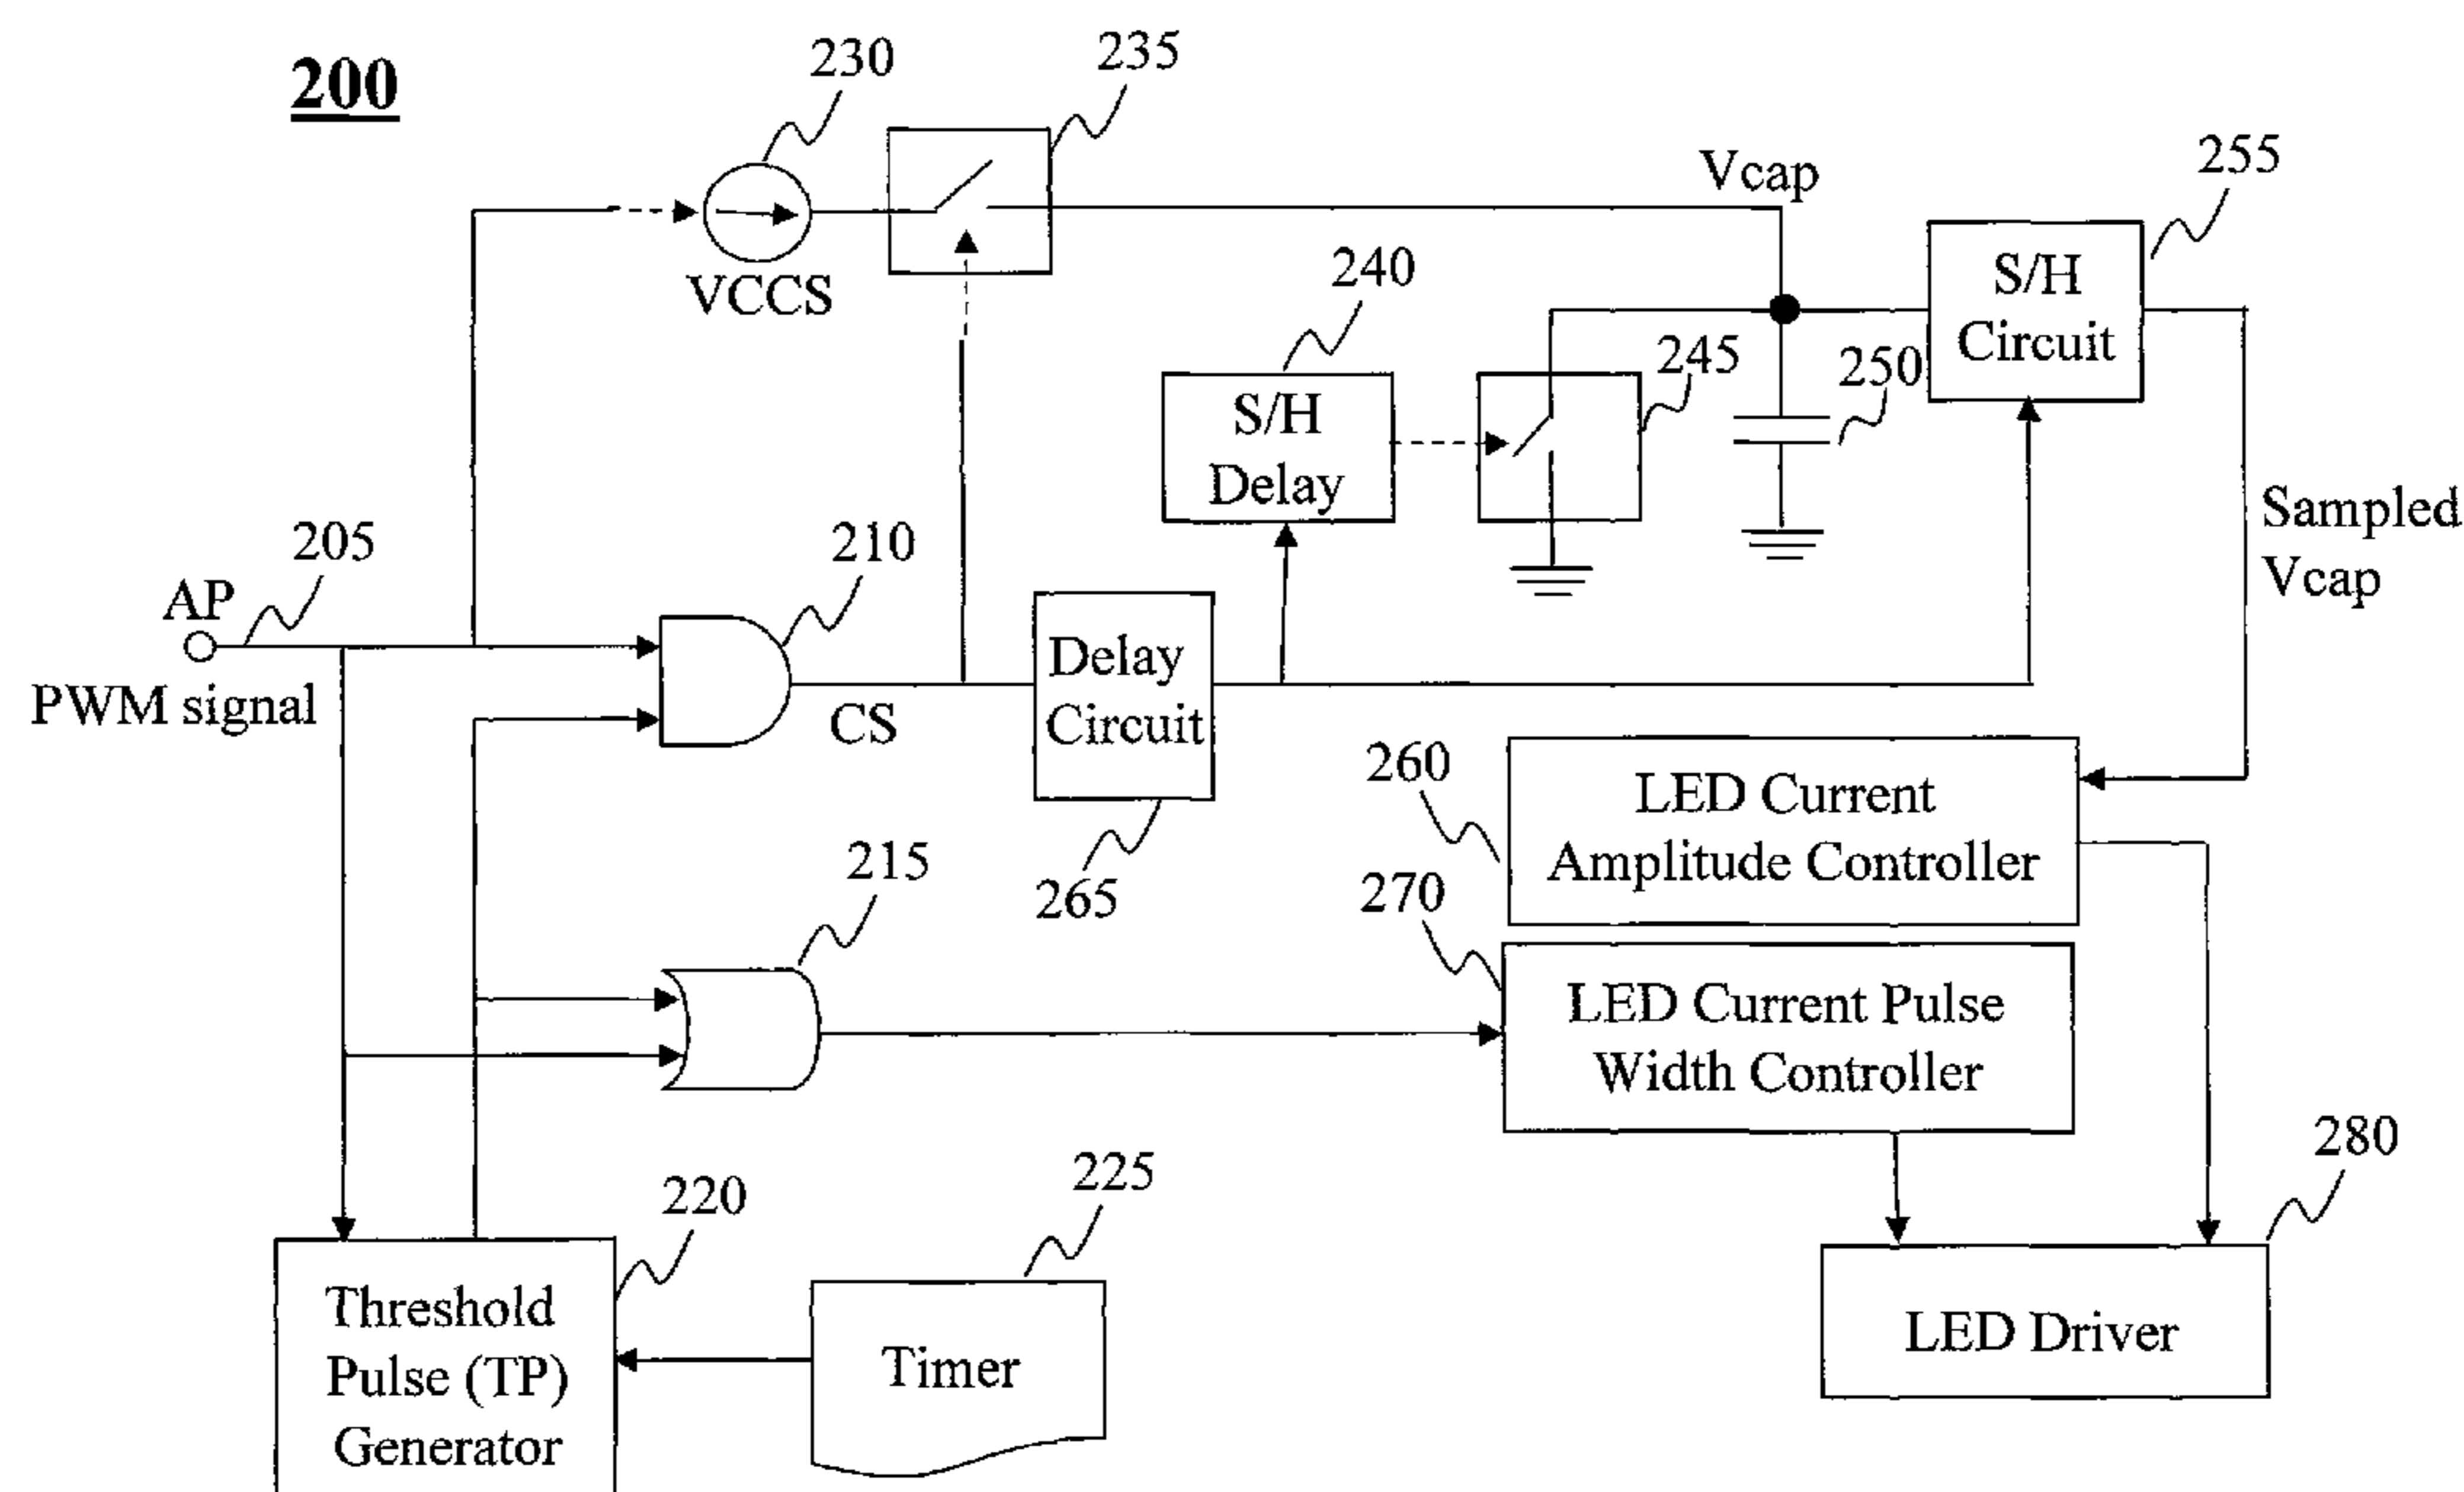 200
230
235
VCCS
Vcap
255
S/H
Circuit
240
S/H
Delay
245
250
Sampled
Vcap
205
AP
PWM signal
210
CS
Delay
Circuit
265
260
LED Current
Amplitude Controller
215
270
LED Current Pulse
Width Controller
220
Threshold
Pulse (TP)
Generator
225
Timer
280
LED Driver